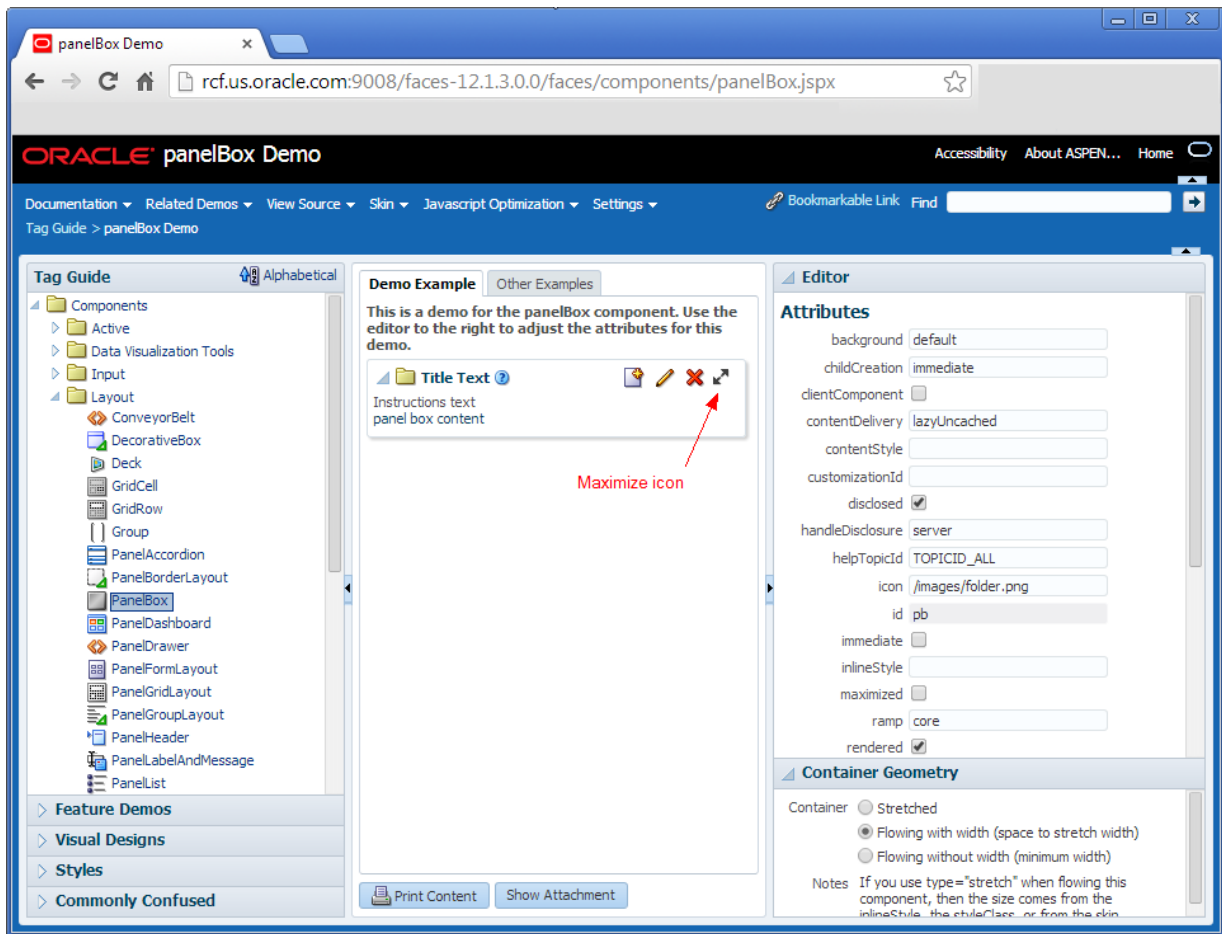 panelBox Demo
rcf.us.oracle.com:9008/faces-12.1.3.0.0/faces/components/panelBox.jspx
ORACLE panelBox Demo
Accessibility About ASPEN... Home
Documentation Related Demos View Source Skin Javascript Optimization Settings
Bookmarkable Link Find
Tag Guide > panelBox Demo
Tag Guide
Alphabetical
Components
Active
Data Visualization Tools
Input
Layout
ConveyorBelt
DecorativeBox
Deck
GridCell
GridRow
Group
PanelAccordion
PanelBorderLayout
PanelBox
PanelDashboard
PanelDrawer
PanelFormLayout
PanelGridLayout
PanelGroupLayout
PanelHeader
PanelLabelAndMessage
PanelList
Feature Demos
Visual Designs
Styles
Commonly Confused
Demo Example Other Examples
This is a demo for the panelBox component. Use the
editor to the right to adjust the attributes for this
demo.
Title Text
Instructions text
panel box content
Maximize icon
Print Content Show Attachment
Editor
Attributes
background default
childCreation immediate
clientComponent
contentDelivery lazyUncached
contentStyle
customizationId
disclosed
handleDisclosure server
helpTopicId TOPICID_ALL
icon /images/folder.png
id pb
immediate
inlineStyle
maximized
ramp core
rendered
Container Geometry
Container Stretched
Flowing with width (space to stretch width)
Flowing without width (minimum width)
Notes If you use type="stretch" when flowing this
component, then the size comes from the
inlineStyle, the styleClass, or from the skin